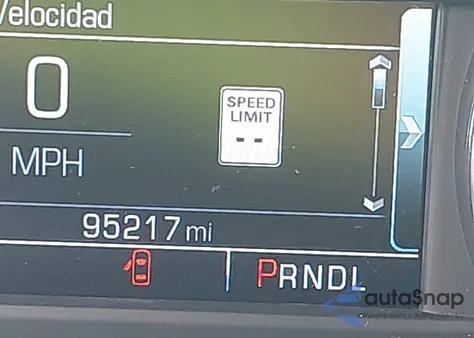 Velocidad
0
SPEED
LIMIT
--
MPH
95217 mi
PRNDL
autoSnap